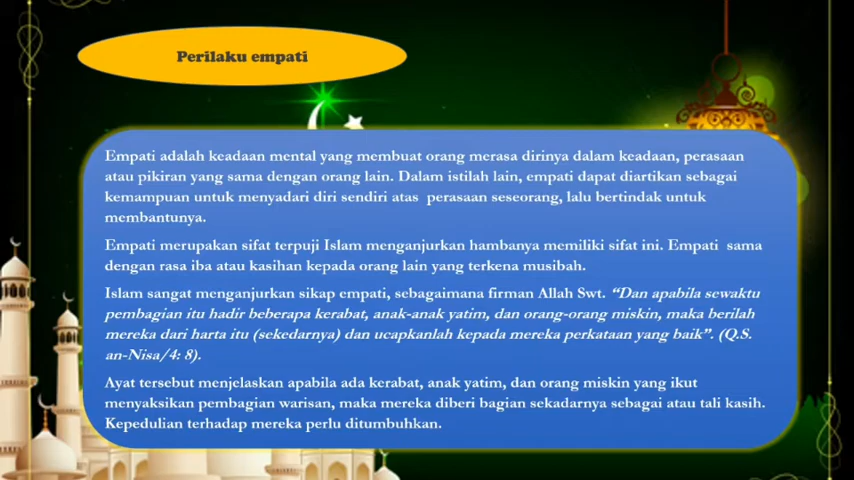 Perilaku empati
Empati adalah keadaan mental yang membuat orang merasa dirinya dalam keadaan, perasaan
atau pikiran yang sama dengan orang lain. Dalam istilah lain, empati dapat diartikan sebagai
kemampuan untuk menyadari diri sendiri atas perasaan seseorang, lalu bertindak untuk
membantunya.
Empati merupakan sifat terpuji Islam menganjurkan hambanya memiliki sifat ini. Empati sama
dengan rasa iba atau kasihan kepada orang lain yang terkena musibah.
Islam sangat menganjurkan sikap empati, sebagaimana firman Allah Swt. “Dan apabila sewaktu
pembagian itu hadir beberapa kerabat, anak-anak yatim, dan orang-orang miskin, maka berilah
mereka dari harta itu (sekedarnya) dan ucapkanlah kepada mereka perkataan yang baik”. (Q.S.
an-Nisa/4: 8).
Ayat tersebut menjelaskan apabila ada kerabat, anak yatim, dan orang miskin yang ikut
menyaksikan pembagian warisan, maka mereka diberi bagian sekadarnya sebagai atau tali kasih.
Kepedulian terhadap mereka perlu ditumbuhkan.